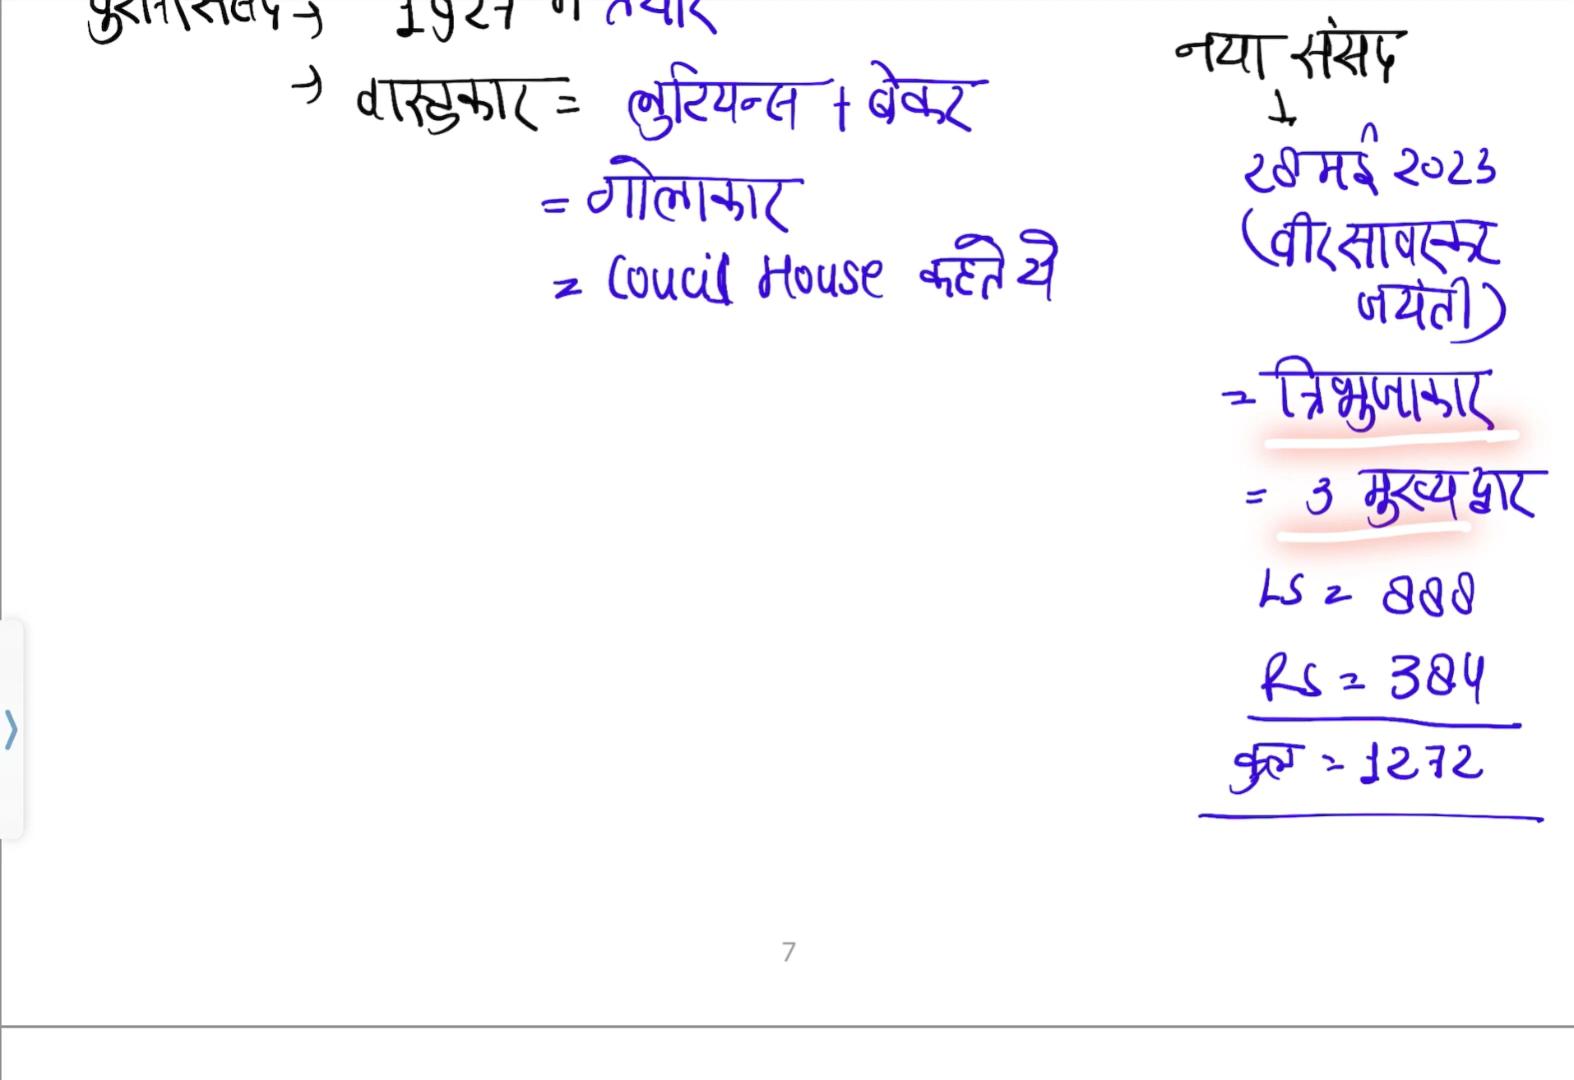 पुराना संसद → 1927 में तैयार
→ वास्तुकार = लुटियन्स + बेकर
= गोलाकार
= Coucil House कहते थे
नया संसद
↓
28 मई 2023
(वीर सावरकर
जयंती)
= त्रिभुजाकार
= 3 मुख्य द्वार
LS = 888
RS = 384
कुल = 1272
7